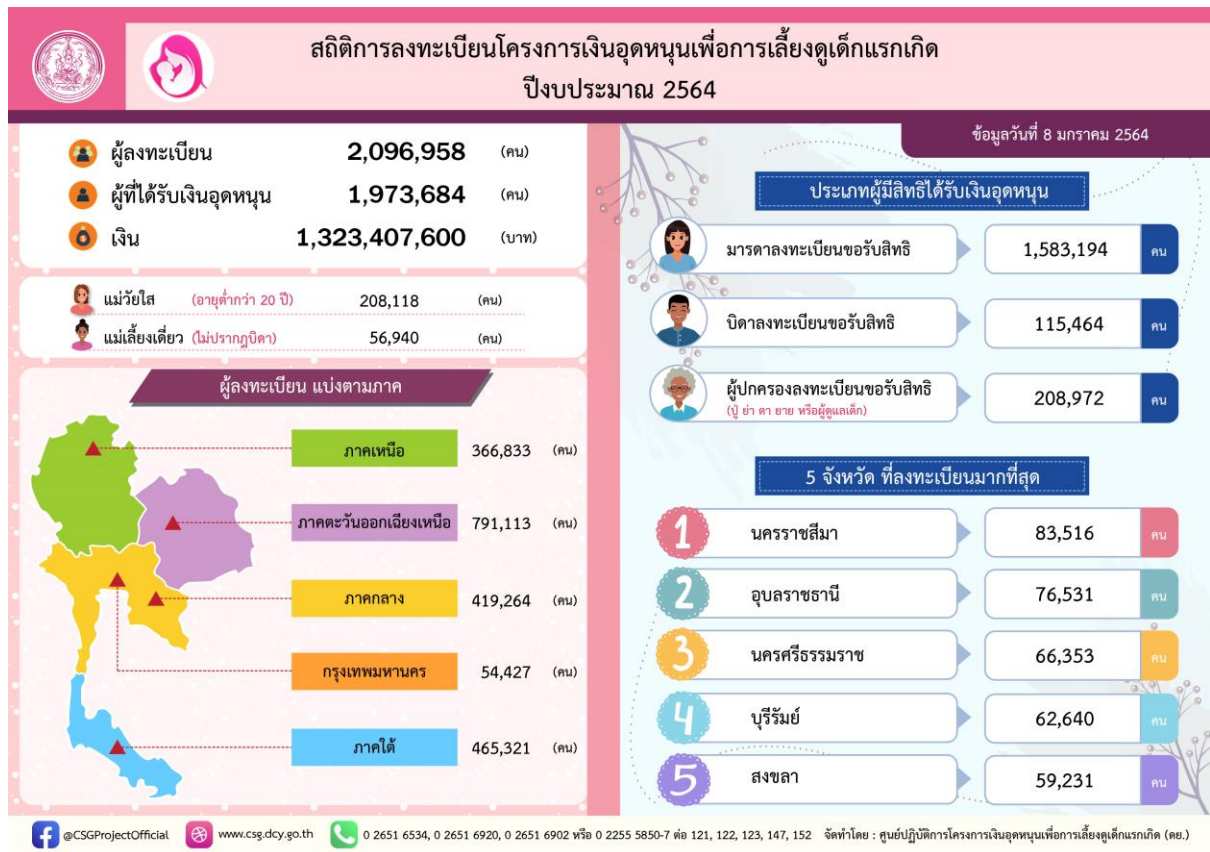 สถิติการลงทะเบียนโครงการเงินอุดหนุนเพื่อการเลี้ยงดูเด็กแรกเกิด
ปีงบประมาณ 2564
ข้อมูลวันที่ 8 มกราคม 2564
ผู้ลงทะเบียน 2,096,958 (คน)
ผู้ที่ได้รับเงินอุดหนุน 1,973,684 (คน)
เงิน 1,323,407,600 (บาท)
แม่วัยใส (อายุต่ำกว่า 20 ปี) 208,118 (คน)
แม่เลี้ยงเดี่ยว (ไม่ปรากฏบิดา) 56,940 (คน)
ผู้ลงทะเบียน แบ่งตามภาค
ภาคเหนือ 366,833 (คน)
ภาคตะวันออกเฉียงเหนือ 791,113 (คน)
ภาคกลาง 419,264 (คน)
กรุงเทพมหานคร 54,427 (คน)
ภาคใต้ 465,321 (คน)
ประเภทผู้มีสิทธิได้รับเงินอุดหนุน
มารดาลงทะเบียนขอรับสิทธิ 1,583,194 คน
บิดาลงทะเบียนขอรับสิทธิ 115,464 คน
ผู้ปกครองลงทะเบียนขอรับสิทธิ 208,972 คน
(ปู่ ย่า ตา ยาย หรือผู้ดูแลเด็ก)
5 จังหวัด ที่ลงทะเบียนมากที่สุด
1 นครราชสีมา 83,516 คน
2 อุบลราชธานี 76,531 คน
3 นครศรีธรรมราช 66,353 คน
4 บุรีรัมย์ 62,640 คน
5 สงขลา 59,231 คน
@CSGProjectOfficial www.csg.dcy.go.th 0 2651 6534, 0 2651 6920, 0 2651 6902 หรือ 0 2255 5850-7 ต่อ 121, 122, 123, 147, 152 จัดทำโดย : ศูนย์ปฏิบัติการโครงการเงินอุดหนุนเพื่อการเลี้ยงดูเด็กแรกเกิด (ดย.)